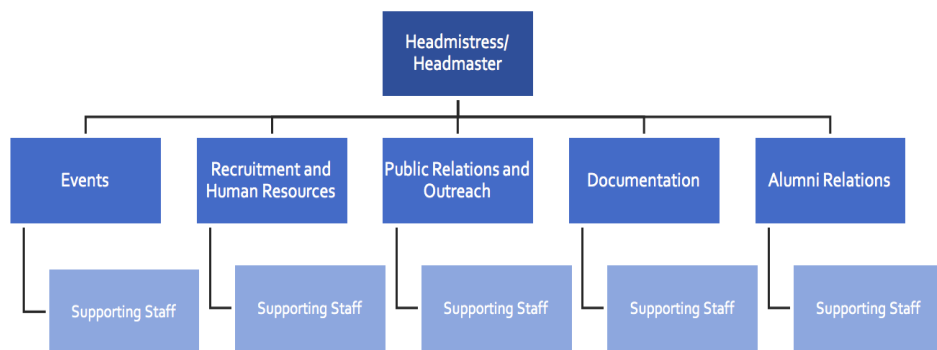 Headmistress/
Headmaster
Events
Recruitment and
Human Resources
Public Relations and
Outreach
Documentation
Alumni Relations
Supporting Staff
Supporting Staff
Supporting Staff
Supporting Staff
Supporting Staff